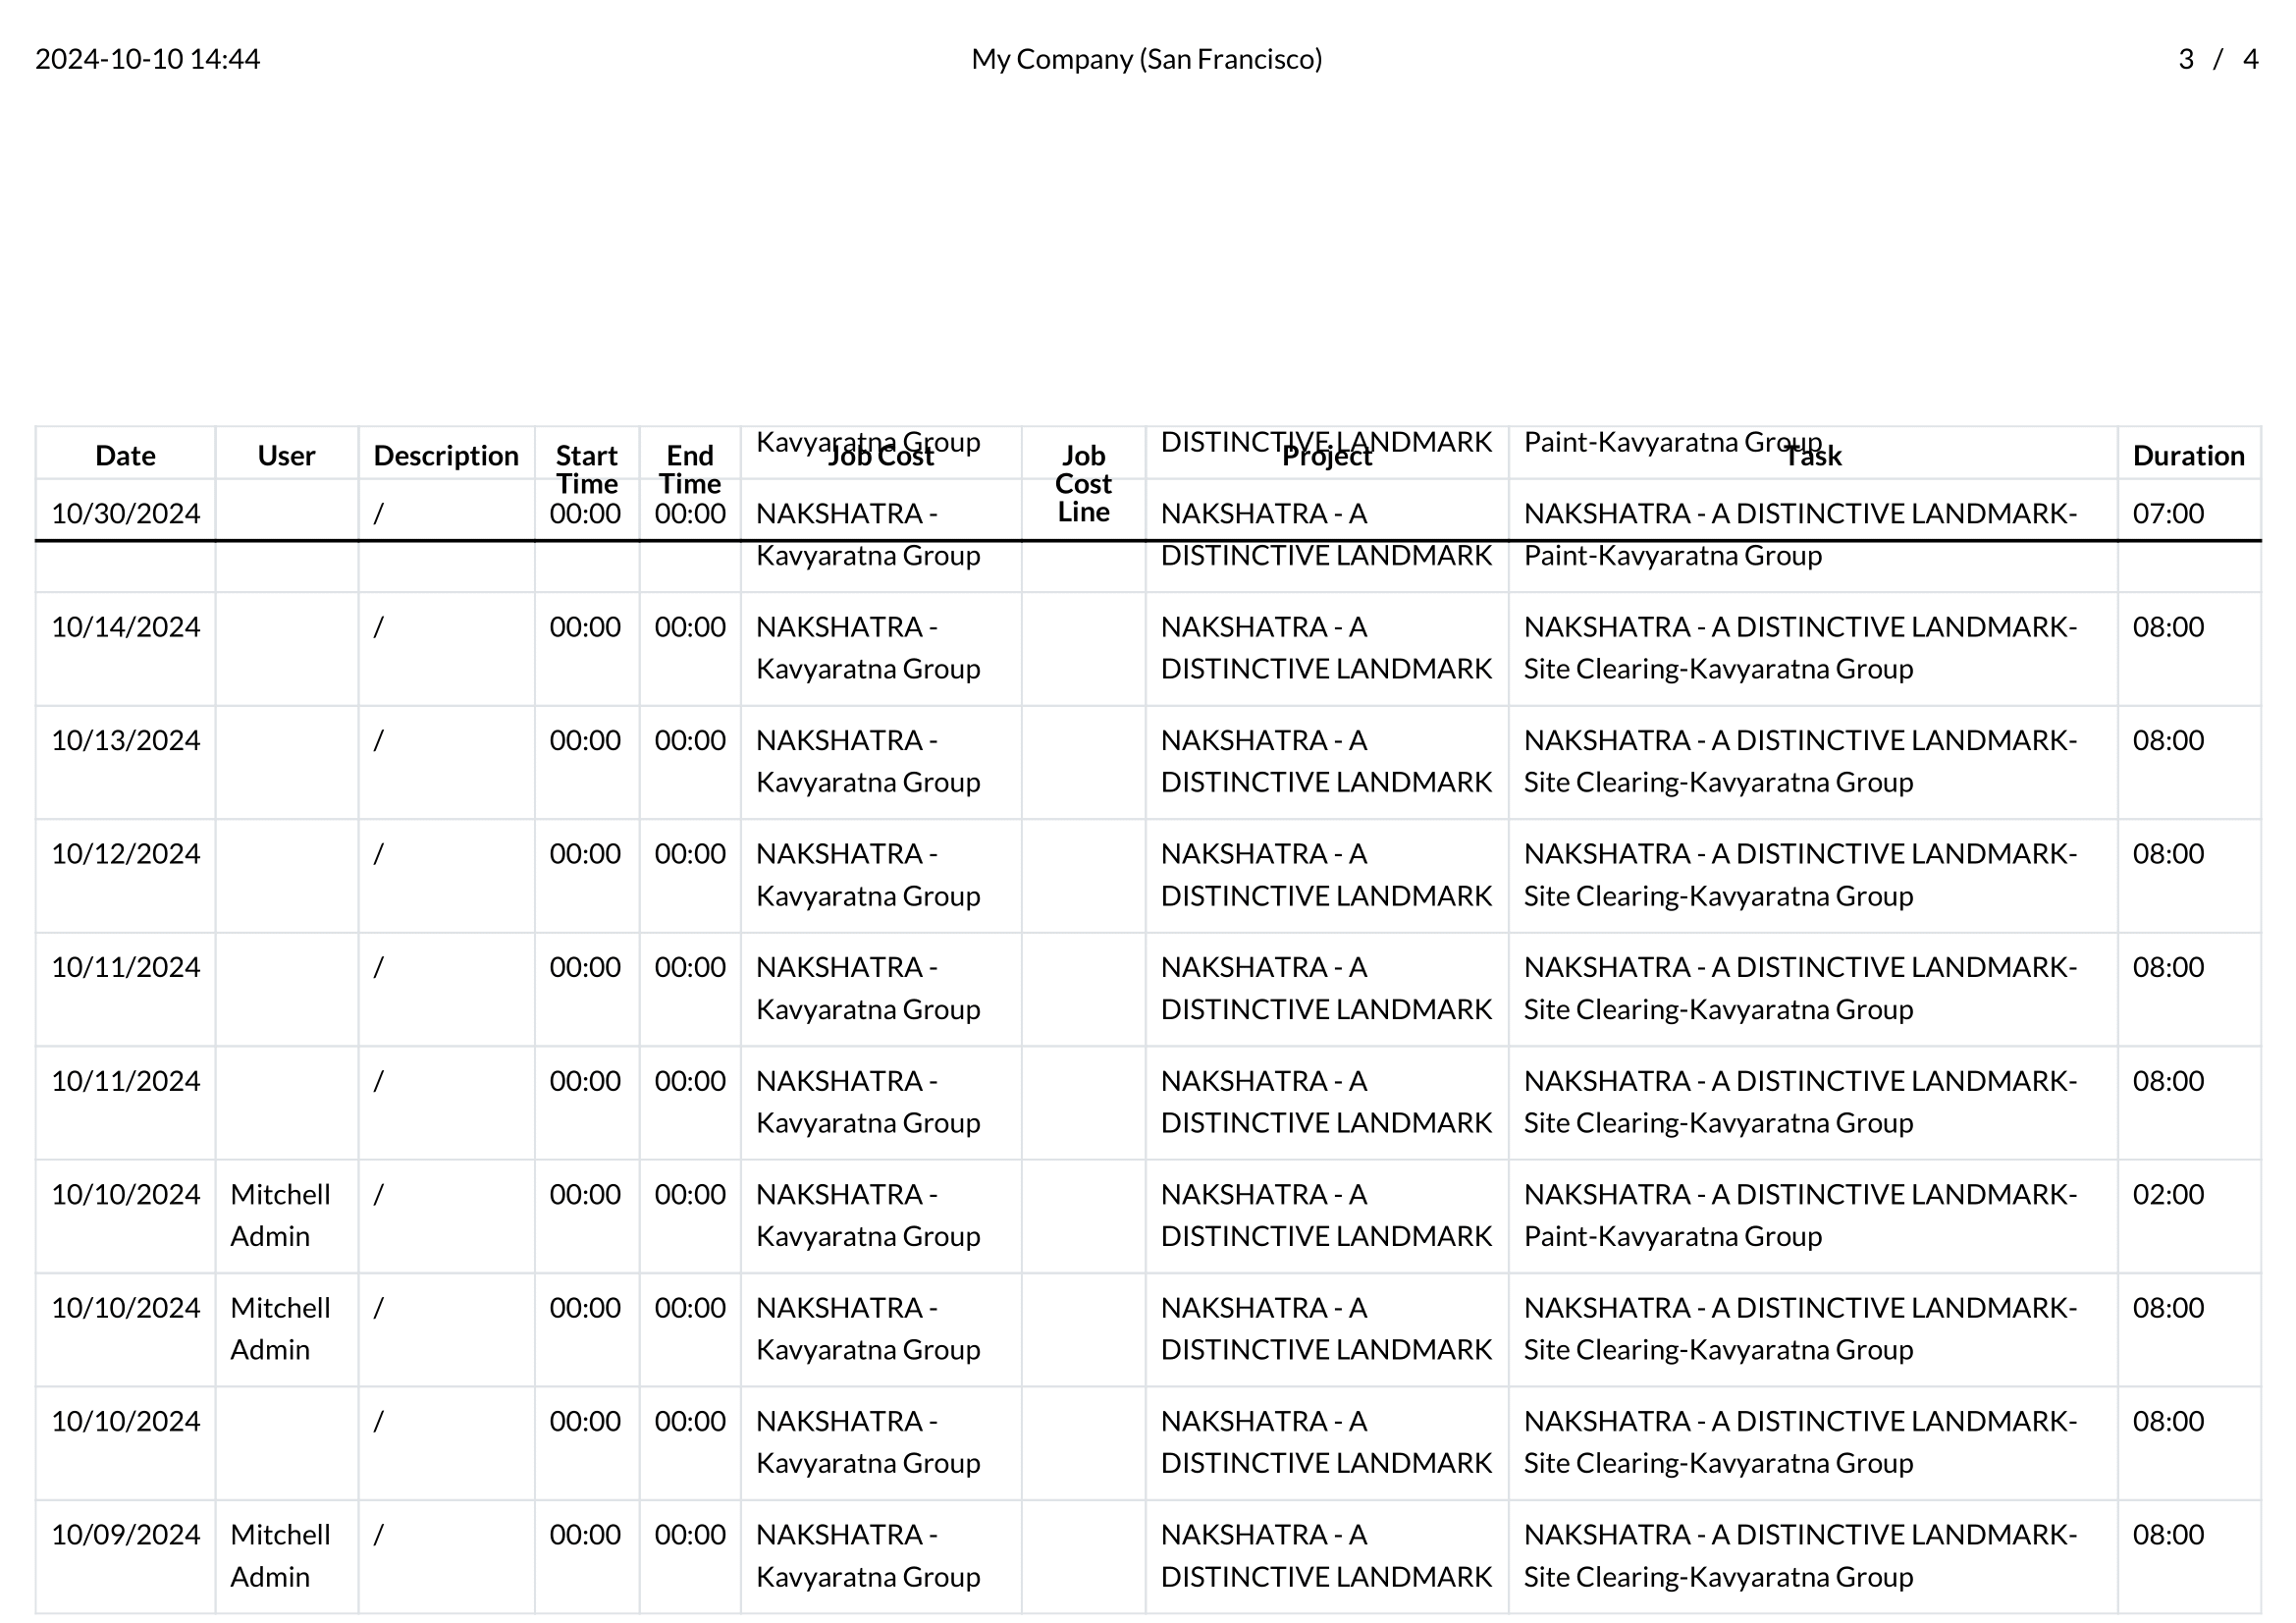 2024-10-10 14:44 My Company (San Francisco) 3 / 4
Kavyaratna Group DISTINCTIVE LANDMARK Paint-Kavyaratna Group
Date User Description Start End Job Cost Job Project Task Duration
Time Time Cost
Line
10/30/2024 / 00:00 00:00 NAKSHATRA - NAKSHATRA - A NAKSHATRA - A DISTINCTIVE LANDMARK- 07:00
Kavyaratna Group DISTINCTIVE LANDMARK Paint-Kavyaratna Group
10/14/2024 / 00:00 00:00 NAKSHATRA - NAKSHATRA - A NAKSHATRA - A DISTINCTIVE LANDMARK- 08:00
Kavyaratna Group DISTINCTIVE LANDMARK Site Clearing-Kavyaratna Group
10/13/2024 / 00:00 00:00 NAKSHATRA - NAKSHATRA - A NAKSHATRA - A DISTINCTIVE LANDMARK- 08:00
Kavyaratna Group DISTINCTIVE LANDMARK Site Clearing-Kavyaratna Group
10/12/2024 / 00:00 00:00 NAKSHATRA - NAKSHATRA - A NAKSHATRA - A DISTINCTIVE LANDMARK- 08:00
Kavyaratna Group DISTINCTIVE LANDMARK Site Clearing-Kavyaratna Group
10/11/2024 / 00:00 00:00 NAKSHATRA - NAKSHATRA - A NAKSHATRA - A DISTINCTIVE LANDMARK- 08:00
Kavyaratna Group DISTINCTIVE LANDMARK Site Clearing-Kavyaratna Group
10/11/2024 / 00:00 00:00 NAKSHATRA - NAKSHATRA - A NAKSHATRA - A DISTINCTIVE LANDMARK- 08:00
Kavyaratna Group DISTINCTIVE LANDMARK Site Clearing-Kavyaratna Group
10/10/2024 Mitchell / 00:00 00:00 NAKSHATRA - NAKSHATRA - A NAKSHATRA - A DISTINCTIVE LANDMARK- 02:00
Admin Kavyaratna Group DISTINCTIVE LANDMARK Paint-Kavyaratna Group
10/10/2024 Mitchell / 00:00 00:00 NAKSHATRA - NAKSHATRA - A NAKSHATRA - A DISTINCTIVE LANDMARK- 08:00
Admin Kavyaratna Group DISTINCTIVE LANDMARK Site Clearing-Kavyaratna Group
10/10/2024 / 00:00 00:00 NAKSHATRA - NAKSHATRA - A NAKSHATRA - A DISTINCTIVE LANDMARK- 08:00
Kavyaratna Group DISTINCTIVE LANDMARK Site Clearing-Kavyaratna Group
10/09/2024 Mitchell / 00:00 00:00 NAKSHATRA - NAKSHATRA - A NAKSHATRA - A DISTINCTIVE LANDMARK- 08:00
Admin Kavyaratna Group DISTINCTIVE LANDMARK Site Clearing-Kavyaratna Group